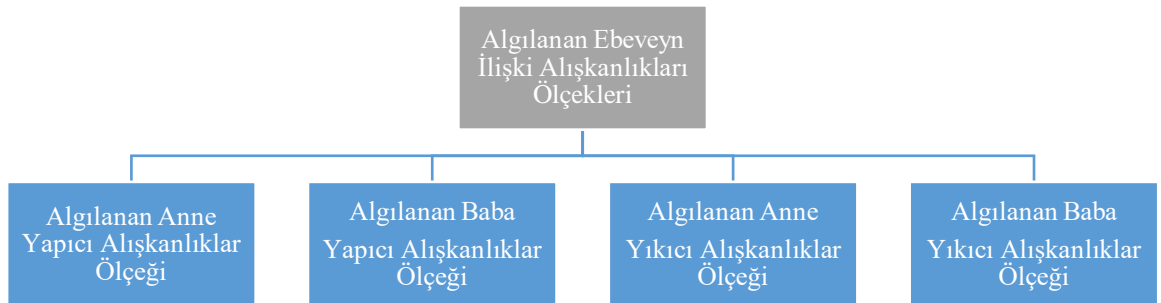 Algılanan Ebeveyn
İlişki Alışkanlıkları
Ölçekleri
Algılanan Anne
Yapıcı Alışkanlıklar
Ölçeği
Algılanan Baba
Yapıcı Alışkanlıklar
Ölçeği
Algılanan Anne
Yıkıcı Alışkanlıklar
Ölçeği
Algılanan Baba
Yıkıcı Alışkanlıklar
Ölçeği